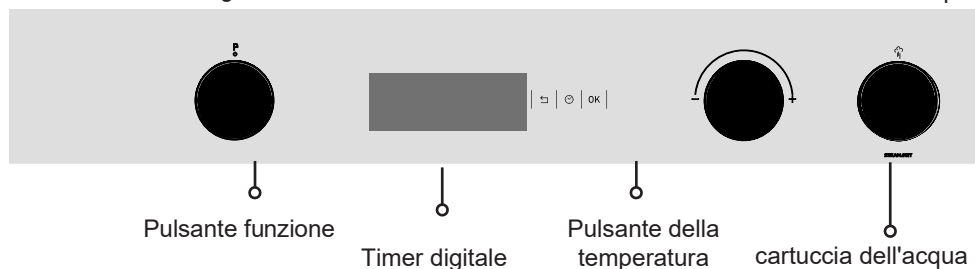 OK
- +
Pulsante funzione
Timer digitale
Pulsante della
temperatura
cartuccia dell'acqua